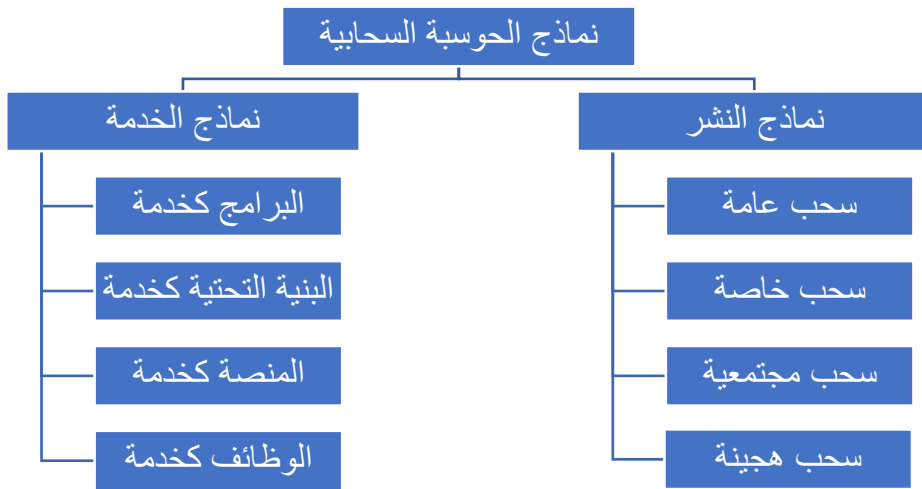 نماذج الحوسبة السحابية
نماذج النشر
سحب عامة
سحب خاصة
سحب مجتمعية
سحب هجينة
نماذج الخدمة
البرامج كخدمة
البنية التحتية كخدمة
المنصة كخدمة
الوظائف كخدمة